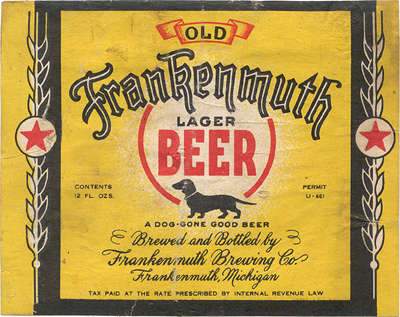 OLD
Frankenmuth
LAGER
BEER
CONTENTS
12 FL. OZS.
PERMIT
U-661
A DOG-GONE GOOD BEER
Brewed and Bottled by
Frankenmuth Brewing Co.
Frankenmuth, Michigan
TAX PAID AT THE RATE PRESCRIBED BY INTERNAL REVENUE LAW